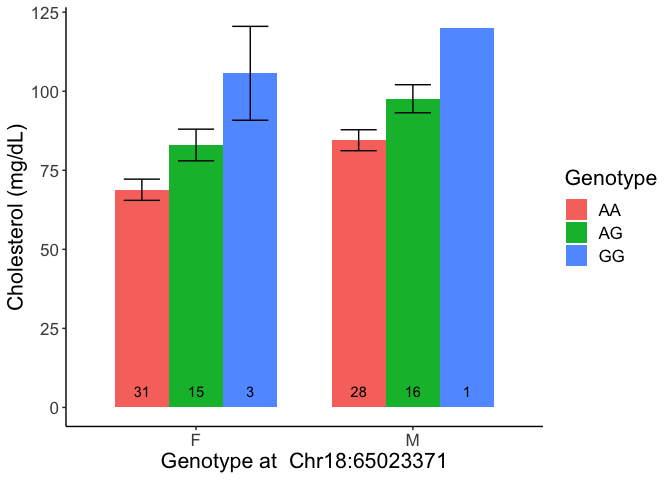 125
100
75
50
25
0
Cholesterol (mg/dL)
31 15 3 28 16 1
F M
Genotype at Chr18:65023371
Genotype
AA
AG
GG